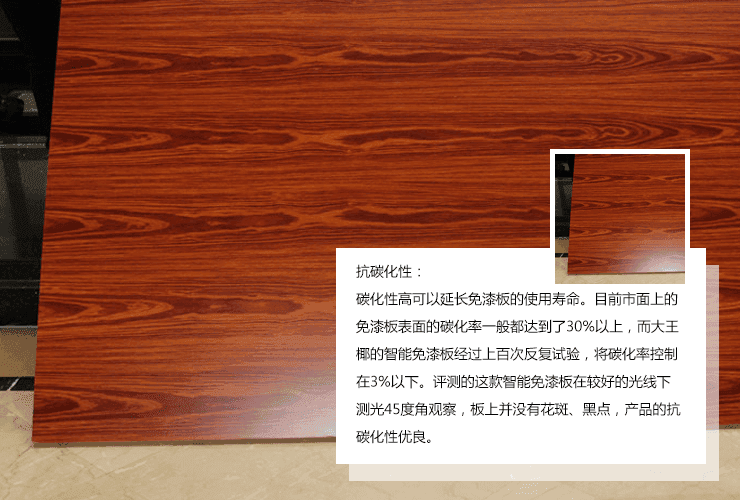 抗碳化性：
碳化性高可以延长免漆板的使用寿命。目前市面上的
免漆板表面的碳化率一般都达到了30%以上，而大王
椰的智能免漆板经过上百次反复试验，将碳化率控制
在3%以下。评测的这款智能免漆板在较好的光线下
测光45度角观察，板上并没有花斑、黑点，产品的抗
碳化性优良。